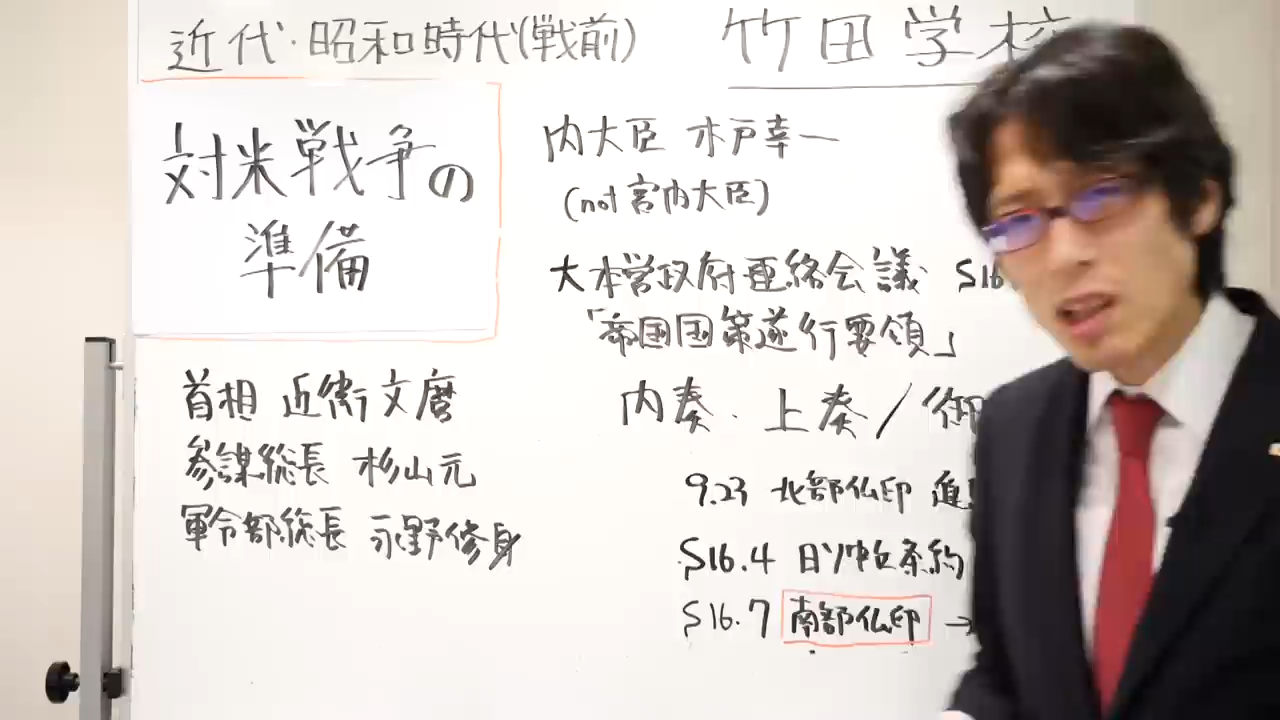 近代・昭和時代(戦前)
竹田学校
対米戦争の
準備
首相 近衛文麿
参謀総長 杉山元
軍令部総長 永野修身
内大臣 木戸幸一
(not 宮内大臣)
大本営政府連絡会議 S16
「帝国国策遂行要領」
内奏・上奏/御
9.23 北部仏印 進
S16.4 日ソ中立条約
S16.7 南部仏印 →